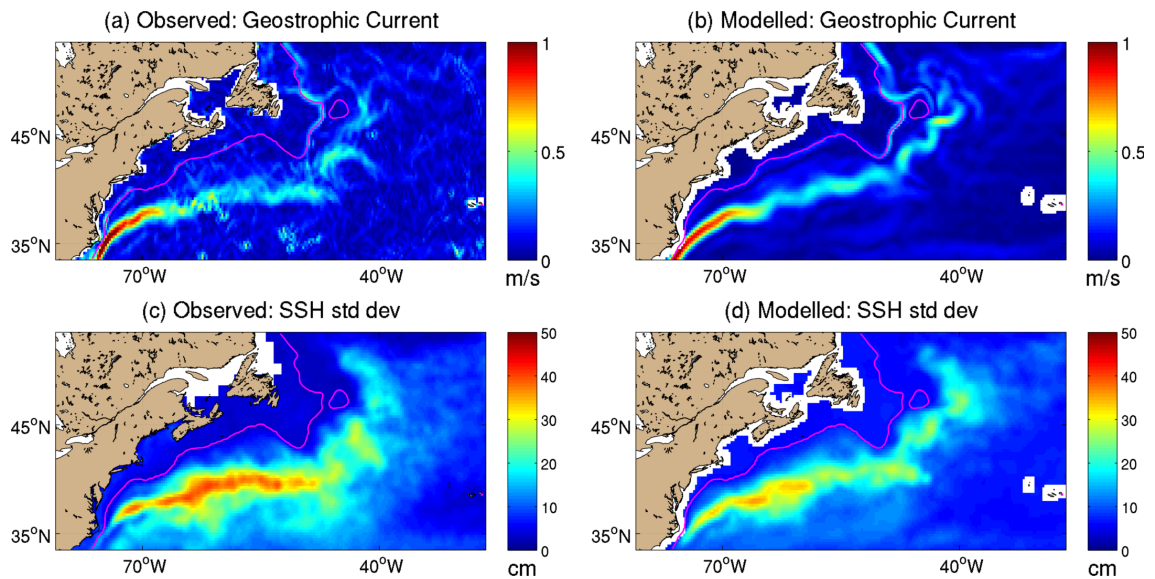 (a) Observed: Geostrophic Current
(b) Modelled: Geostrophic Current
45°N
35°N
70°W
40°W
1
0.5
0
m/s
45°N
35°N
70°W
40°W
1
0.5
0
m/s
(c) Observed: SSH std dev
(d) Modelled: SSH std dev
45°N
35°N
70°W
40°W
50
40
30
20
10
0
cm
45°N
35°N
70°W
40°W
50
40
30
20
10
0
cm